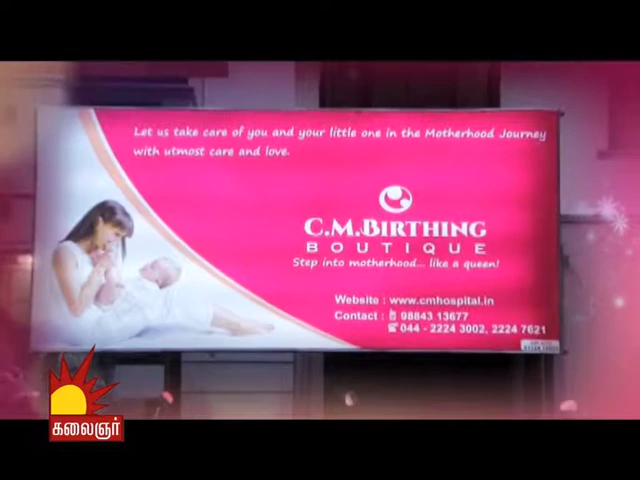 Let us take care of you and your little one in the Motherhood Journey
with utmost care and love.
C.M.BIRTHING
BOUTIQUE
Step into motherhood... like a queen!
Website : www.cmhospital.in
Contact : 98843 13677
044 - 2224 3002, 2224 7621
கலைஞர்